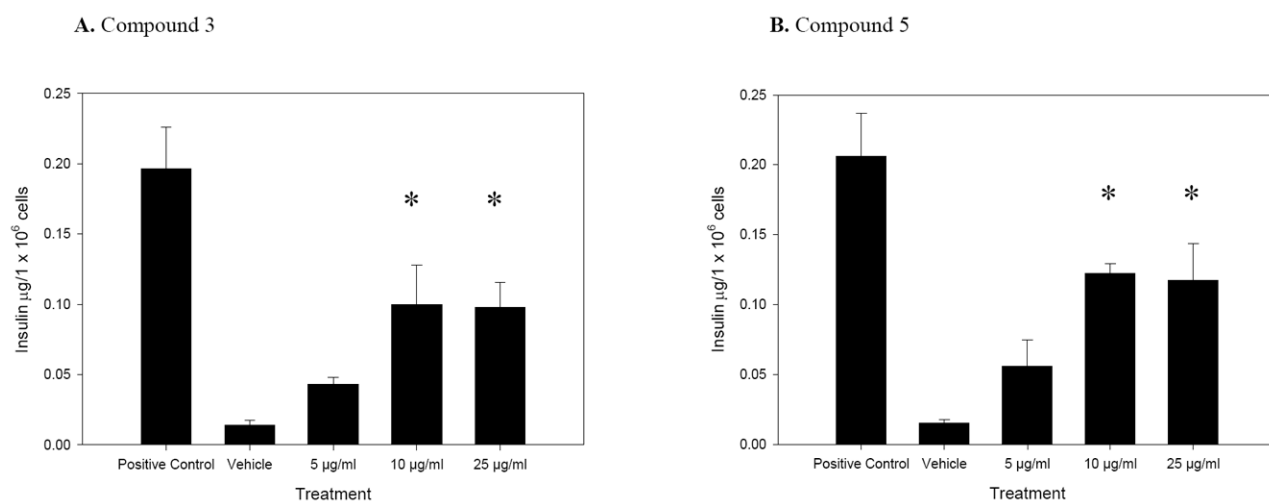 A. Compound 3
0.25
0.20
0.15
0.10
0.05
0.00
Insulin μg/1 x 10⁶ cells
* *
Positive Control Vehicle 5 μg/ml 10 μg/ml 25 μg/ml
Treatment
B. Compound 5
0.25
0.20
0.15
0.10
0.05
0.00
Insulin μg/1 x 10⁶ cells
* *
Positive Control Vehicle 5 μg/ml 10 μg/ml 25 μg/ml
Treatment